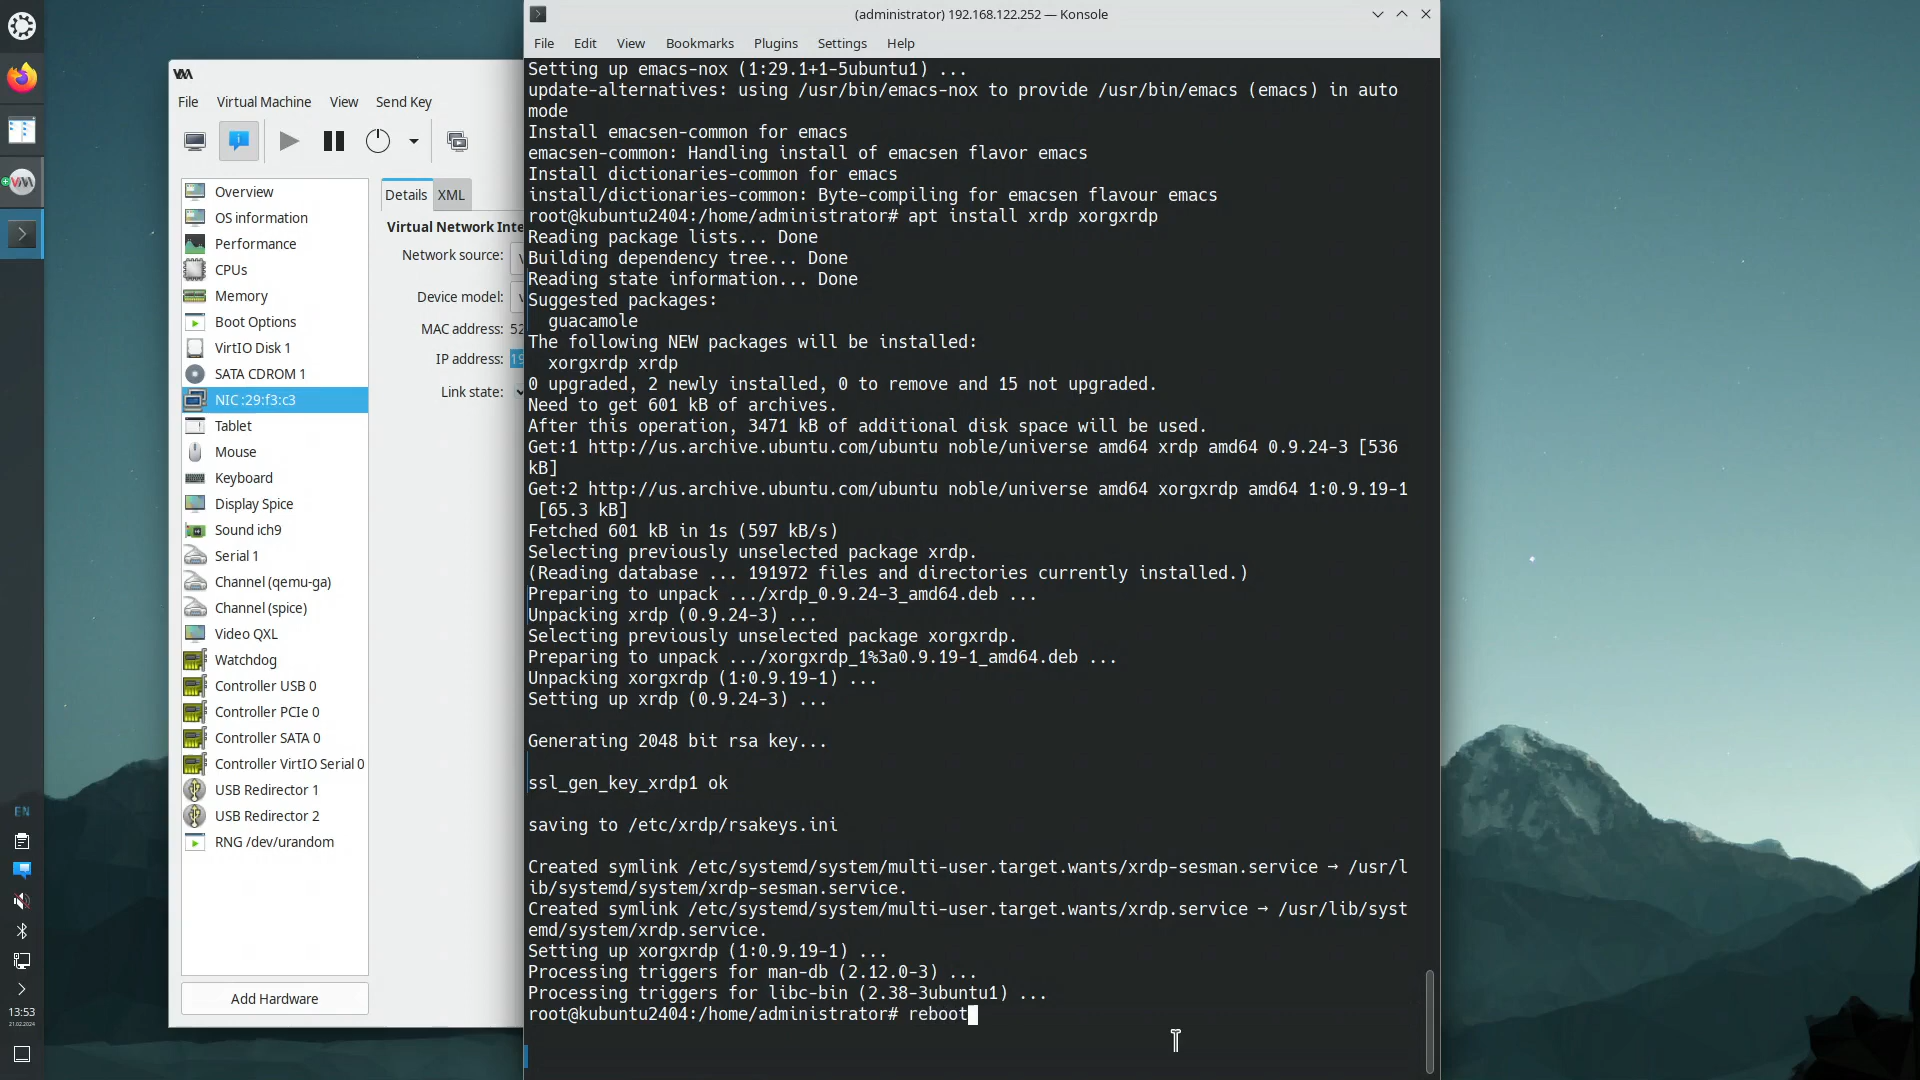 (administrator) 192.168.122.252 — Konsole
File Edit View Bookmarks Plugins Settings Help
File Virtual Machine View Send Key
Overview
OS information
Performance
CPUs
Memory
Boot Options
VirtIO Disk 1
SATA CDROM 1
NIC :29:f3:c3
Tablet
Mouse
Keyboard
Display Spice
Sound ich9
Serial 1
Channel (qemu-ga)
Channel (spice)
Video QXL
Watchdog
Controller USB 0
Controller PCIe 0
Controller SATA 0
Controller VirtIO Serial 0
USB Redirector 1
USB Redirector 2
RNG /dev/urandom
Add Hardware
Details XML
Virtual Network Inte
Network source:
Device model:
MAC address: 52
IP address: 19
Link state:
Setting up emacs-nox (1:29.1+1-5ubuntu1) ...
update-alternatives: using /usr/bin/emacs-nox to provide /usr/bin/emacs (emacs) in auto
mode
Install emacsen-common for emacs
emacsen-common: Handling install of emacsen flavor emacs
Install dictionaries-common for emacs
install/dictionaries-common: Byte-compiling for emacsen flavour emacs
root@kubuntu2404:/home/administrator# apt install xrdp xorgxrdp
Reading package lists... Done
Building dependency tree... Done
Reading state information... Done
Suggested packages:
guacamole
The following NEW packages will be installed:
xorgxrdp xrdp
0 upgraded, 2 newly installed, 0 to remove and 15 not upgraded.
Need to get 601 kB of archives.
After this operation, 3471 kB of additional disk space will be used.
Get:1 http://us.archive.ubuntu.com/ubuntu noble/universe amd64 xrdp amd64 0.9.24-3 [536
kB]
Get:2 http://us.archive.ubuntu.com/ubuntu noble/universe amd64 xorgxrdp amd64 1:0.9.19-1
[65.3 kB]
Fetched 601 kB in 1s (597 kB/s)
Selecting previously unselected package xrdp.
(Reading database ... 191972 files and directories currently installed.)
Preparing to unpack .../xrdp_0.9.24-3_amd64.deb ...
Unpacking xrdp (0.9.24-3) ...
Selecting previously unselected package xorgxrdp.
Preparing to unpack .../xorgxrdp_1%3a0.9.19-1_amd64.deb ...
Unpacking xorgxrdp (1:0.9.19-1) ...
Setting up xrdp (0.9.24-3) ...
Generating 2048 bit rsa key...
ssl_gen_key_xrdp1 ok
saving to /etc/xrdp/rsakeys.ini
Created symlink /etc/systemd/system/multi-user.target.wants/xrdp-sesman.service → /usr/l
ib/systemd/system/xrdp-sesman.service.
Created symlink /etc/systemd/system/multi-user.target.wants/xrdp.service → /usr/lib/syst
emd/system/xrdp.service.
Setting up xorgxrdp (1:0.9.19-1) ...
Processing triggers for man-db (2.12.0-3) ...
Processing triggers for libc-bin (2.38-3ubuntu1) ...
root@kubuntu2404:/home/administrator# reboot
EN
13:53
21.02.2024